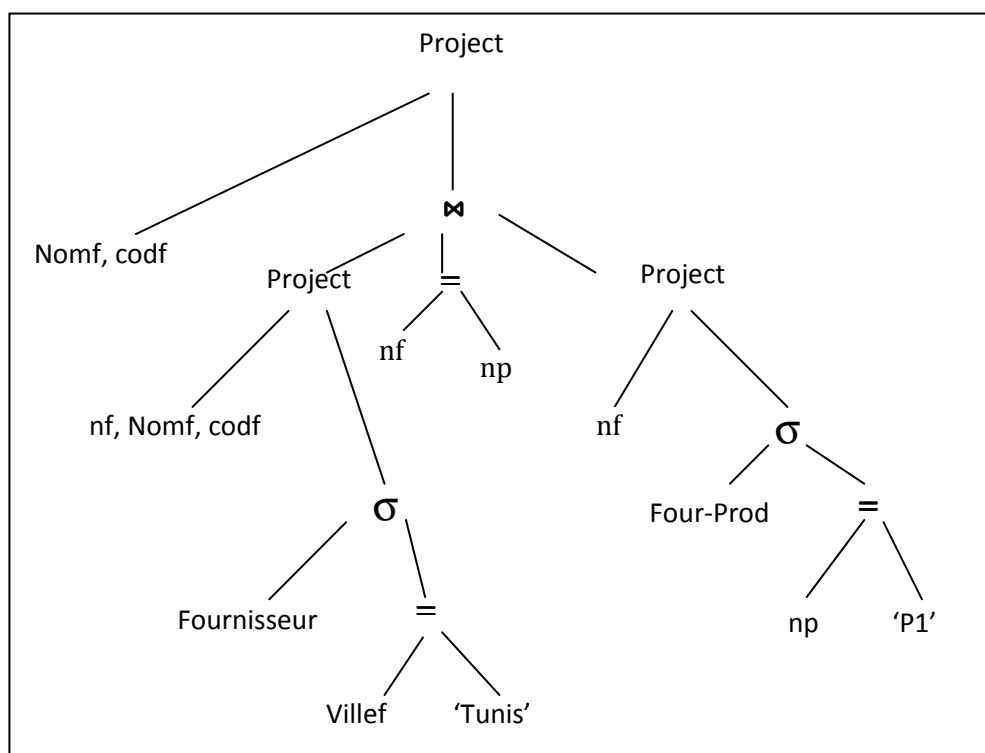 Project
⋈
Nomf, codf
Project
=
Project
nf
np
nf, Nomf, codf
nf
σ
σ
Four-Prod
=
Fournisseur
=
np
‘P1’
Villef
‘Tunis’